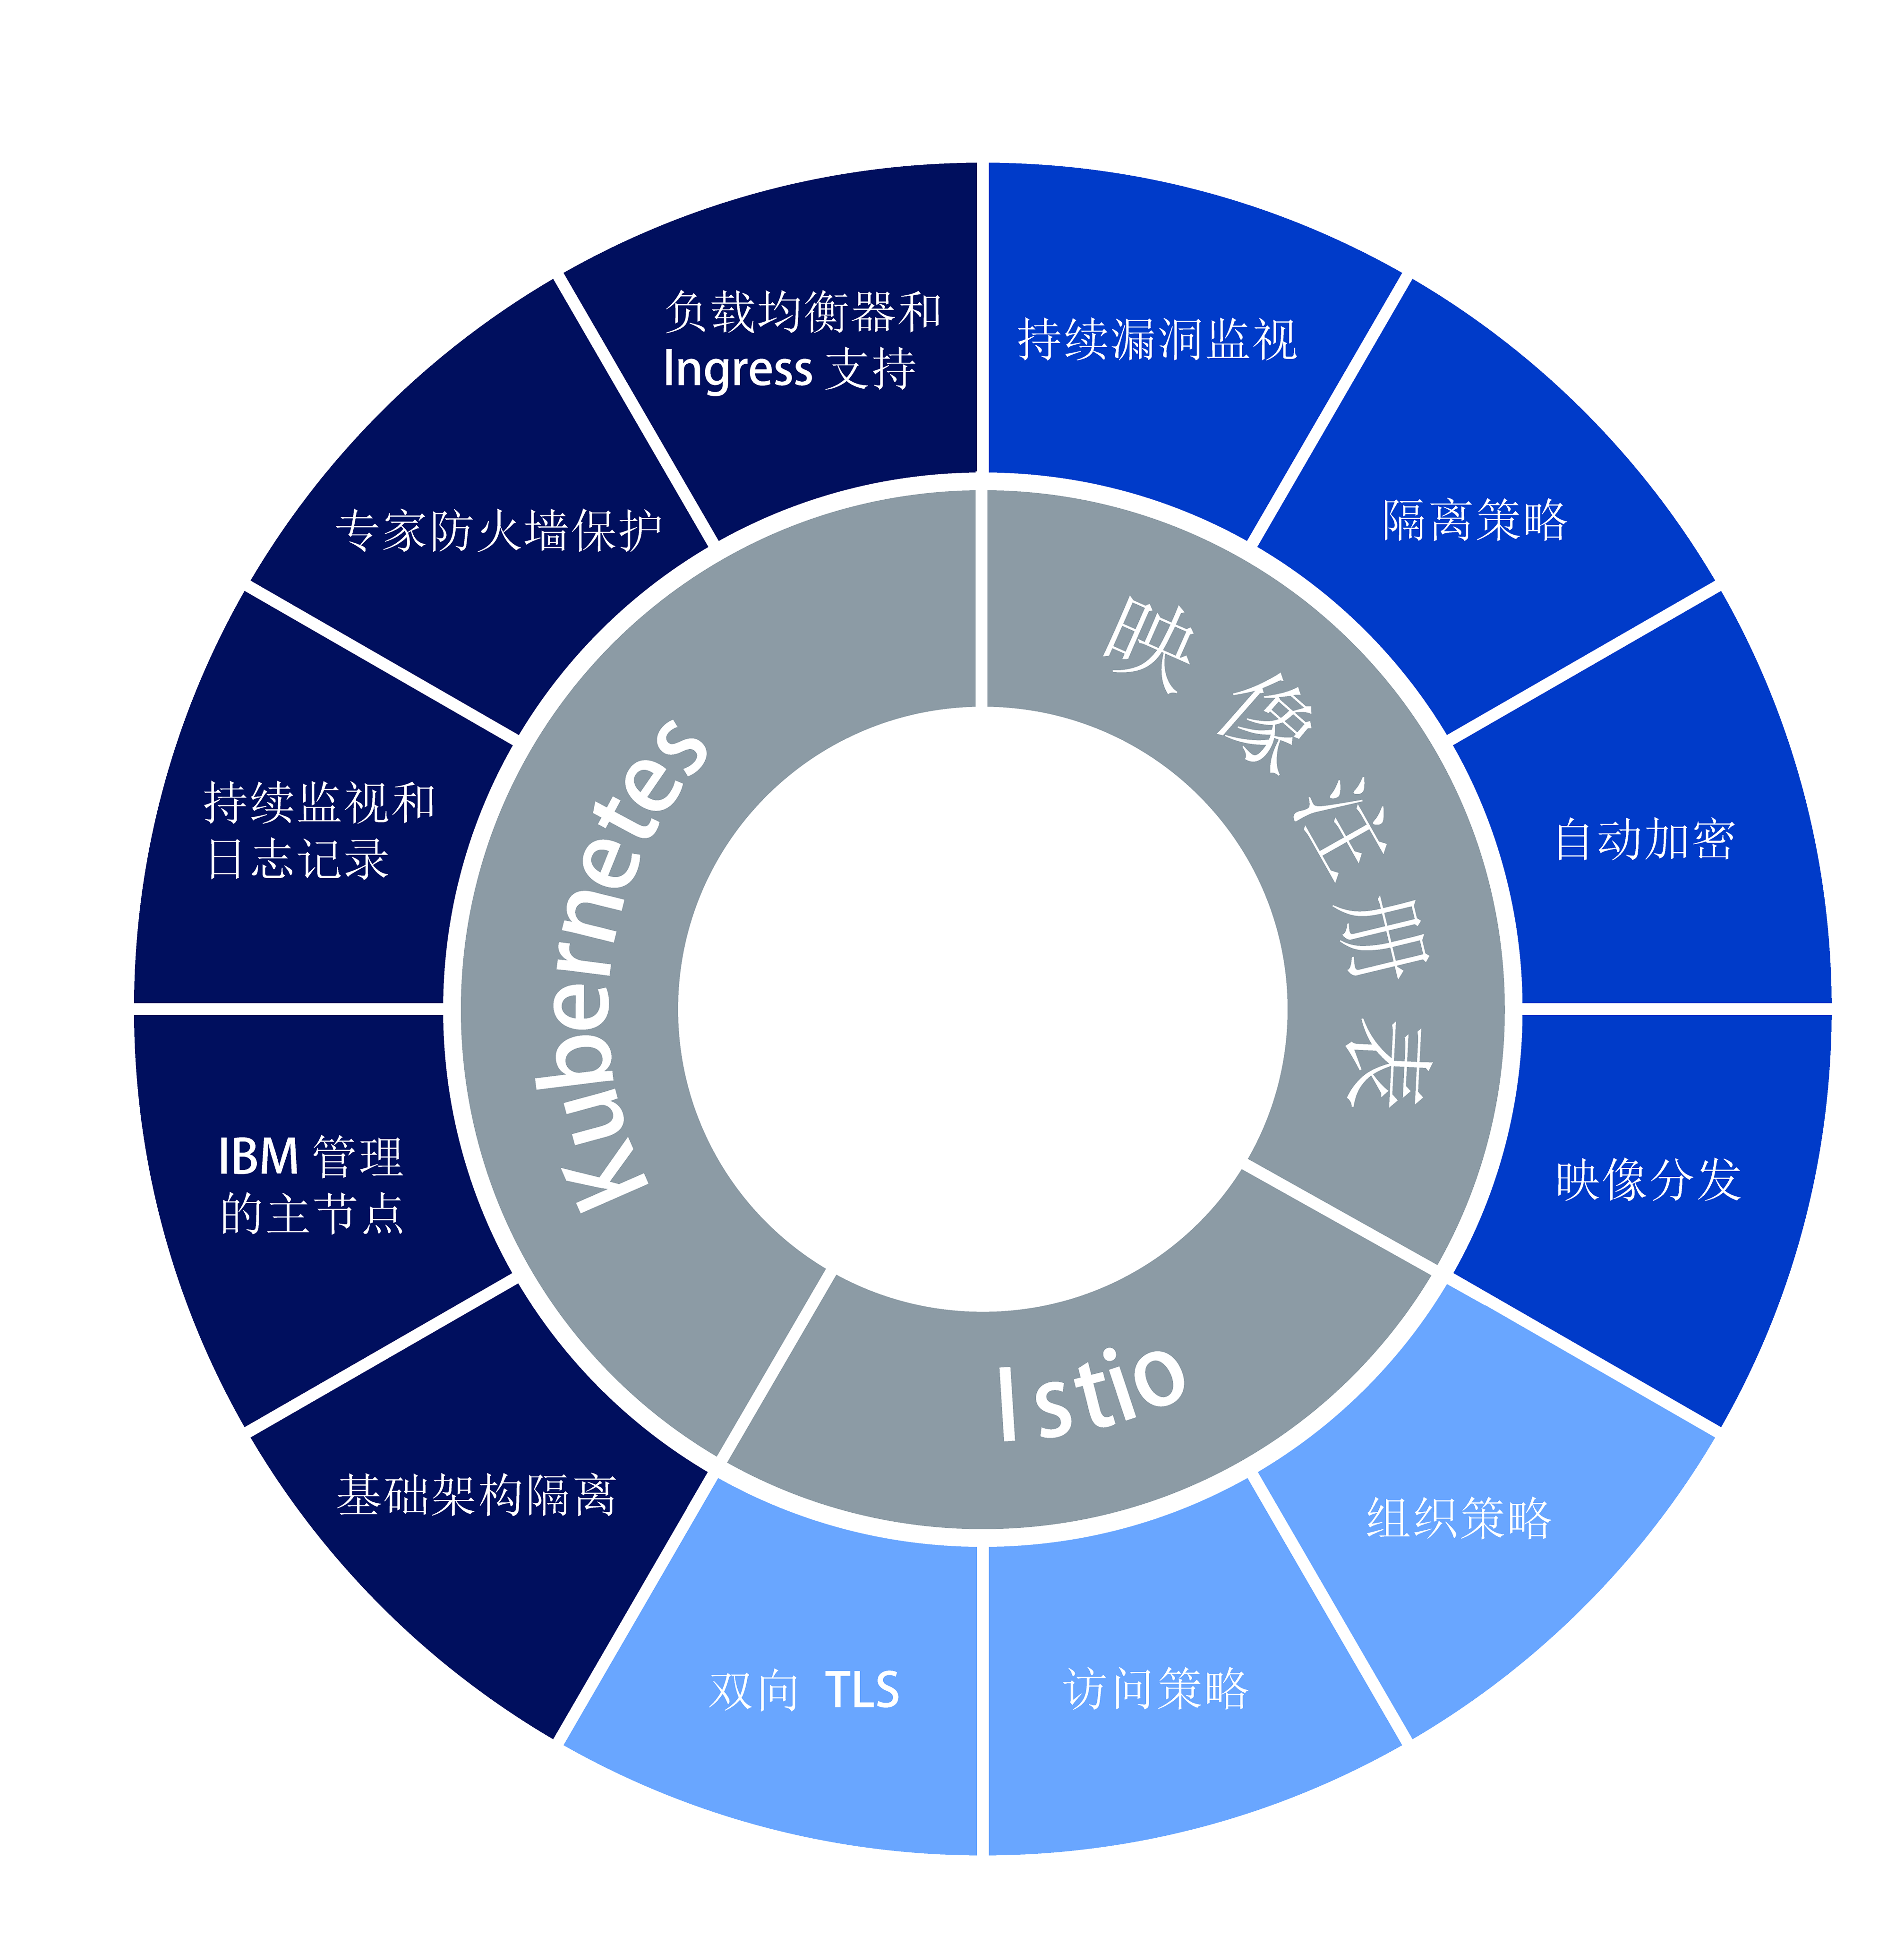 负载均衡器和
Ingress 支持
持续漏洞监视
隔离策略
自动加密
映像分发
组织策略
访问策略
双向 TLS
基础架构隔离
IBM 管理
的主节点
持续监视和
日志记录
专家防火墙保护
映像注册表
Istio
Kubernetes